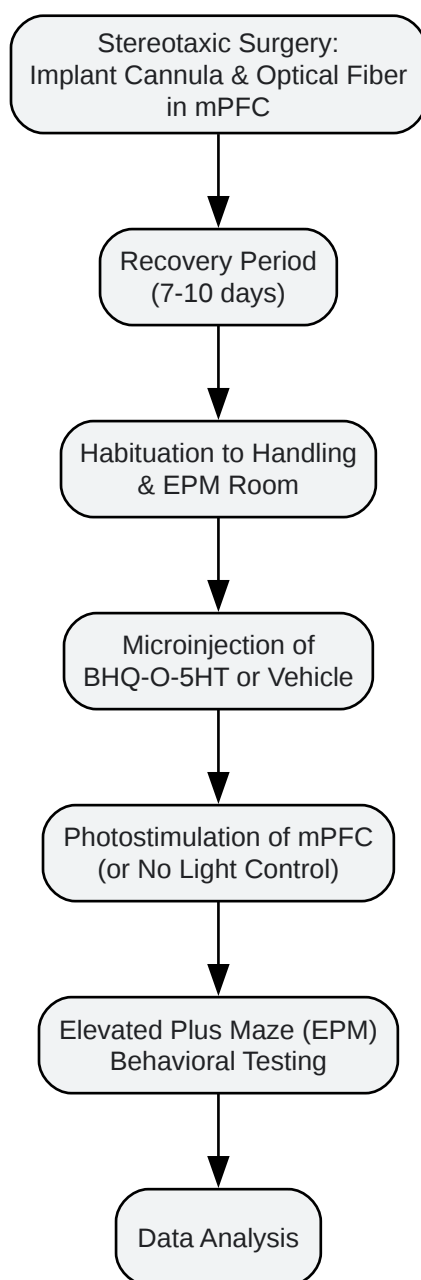 Stereotaxic Surgery:
Implant Cannula & Optical Fiber
in mPFC
Recovery Period
(7-10 days)
Habituation to Handling
& EPM Room
Microinjection of
BHQ-O-5HT or Vehicle
Photostimulation of mPFC
(or No Light Control)
Elevated Plus Maze (EPM)
Behavioral Testing
Data Analysis